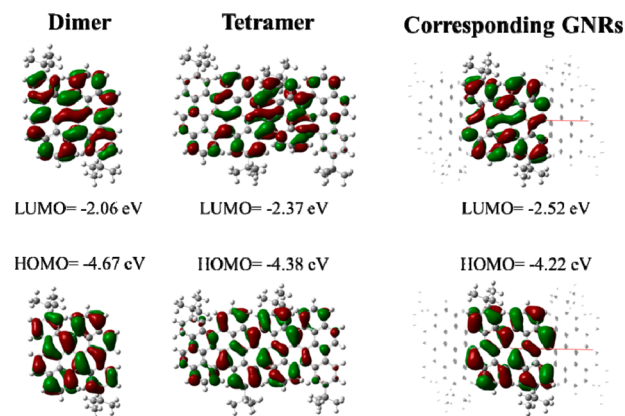 Dimer Tetramer Corresponding GNRs
LUMO= -2.06 eV LUMO= -2.37 eV LUMO= -2.52 eV
HOMO= -4.67 eV HOMO= -4.38 eV HOMO= -4.22 eV